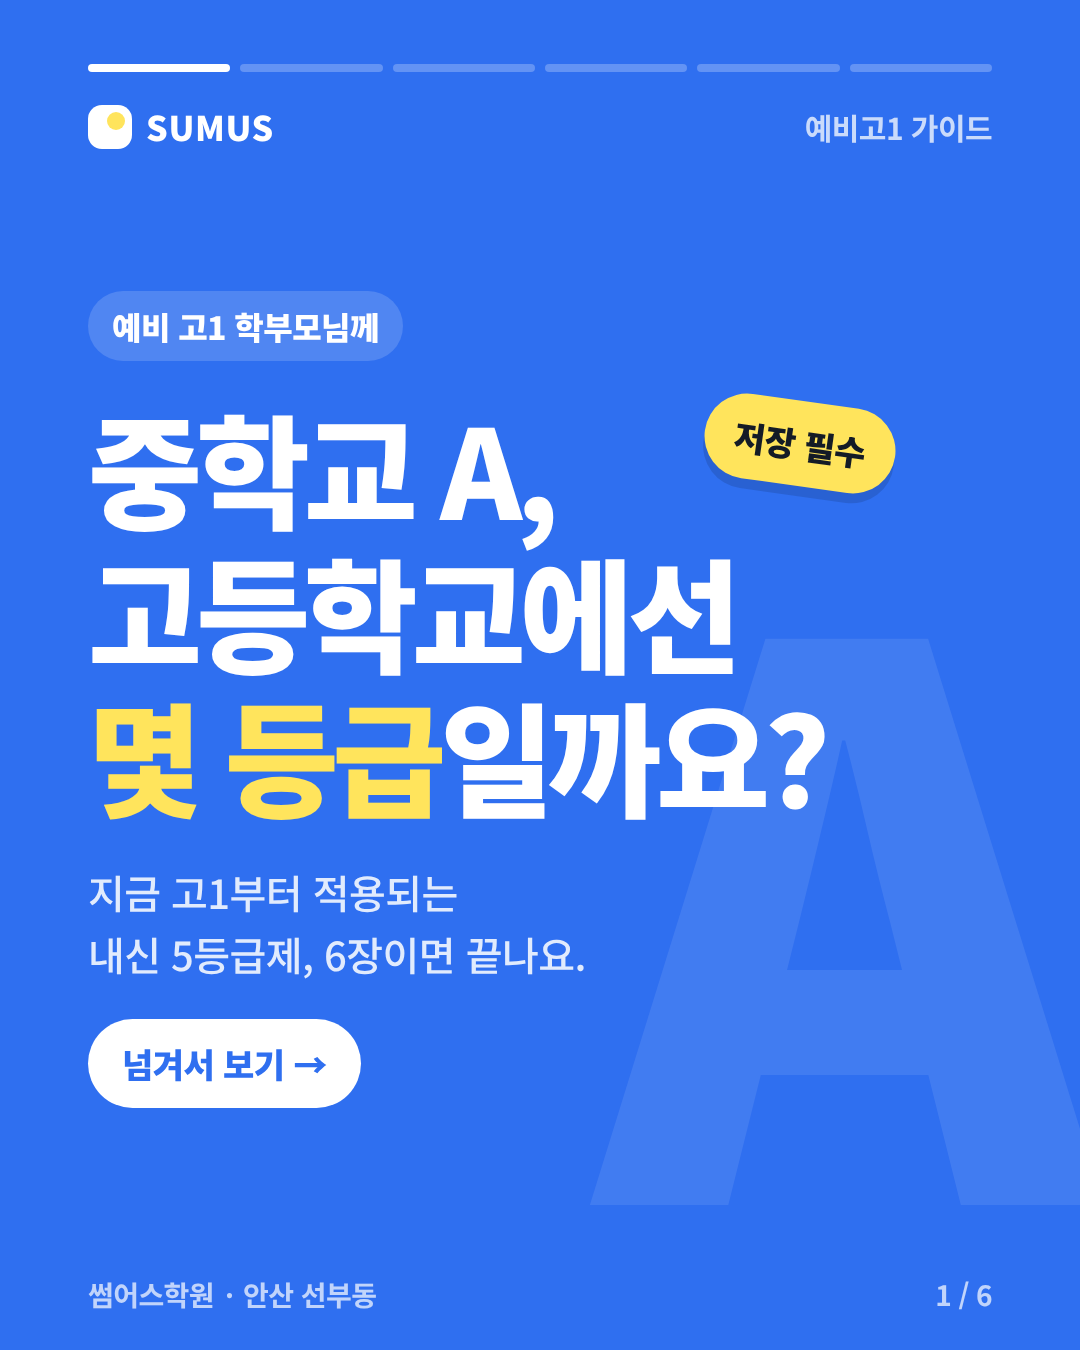 SUMUS
예비고1 가이드
예비 고1 학부모님께
저장 필수
중학교 A,
고등학교에선
몇 등급일까요?
지금 고1부터 적용되는
내신 5등급제, 6장이면 끝나요.
넘겨서 보기 →
A
썸어스학원 · 안산 선부동
1 / 6